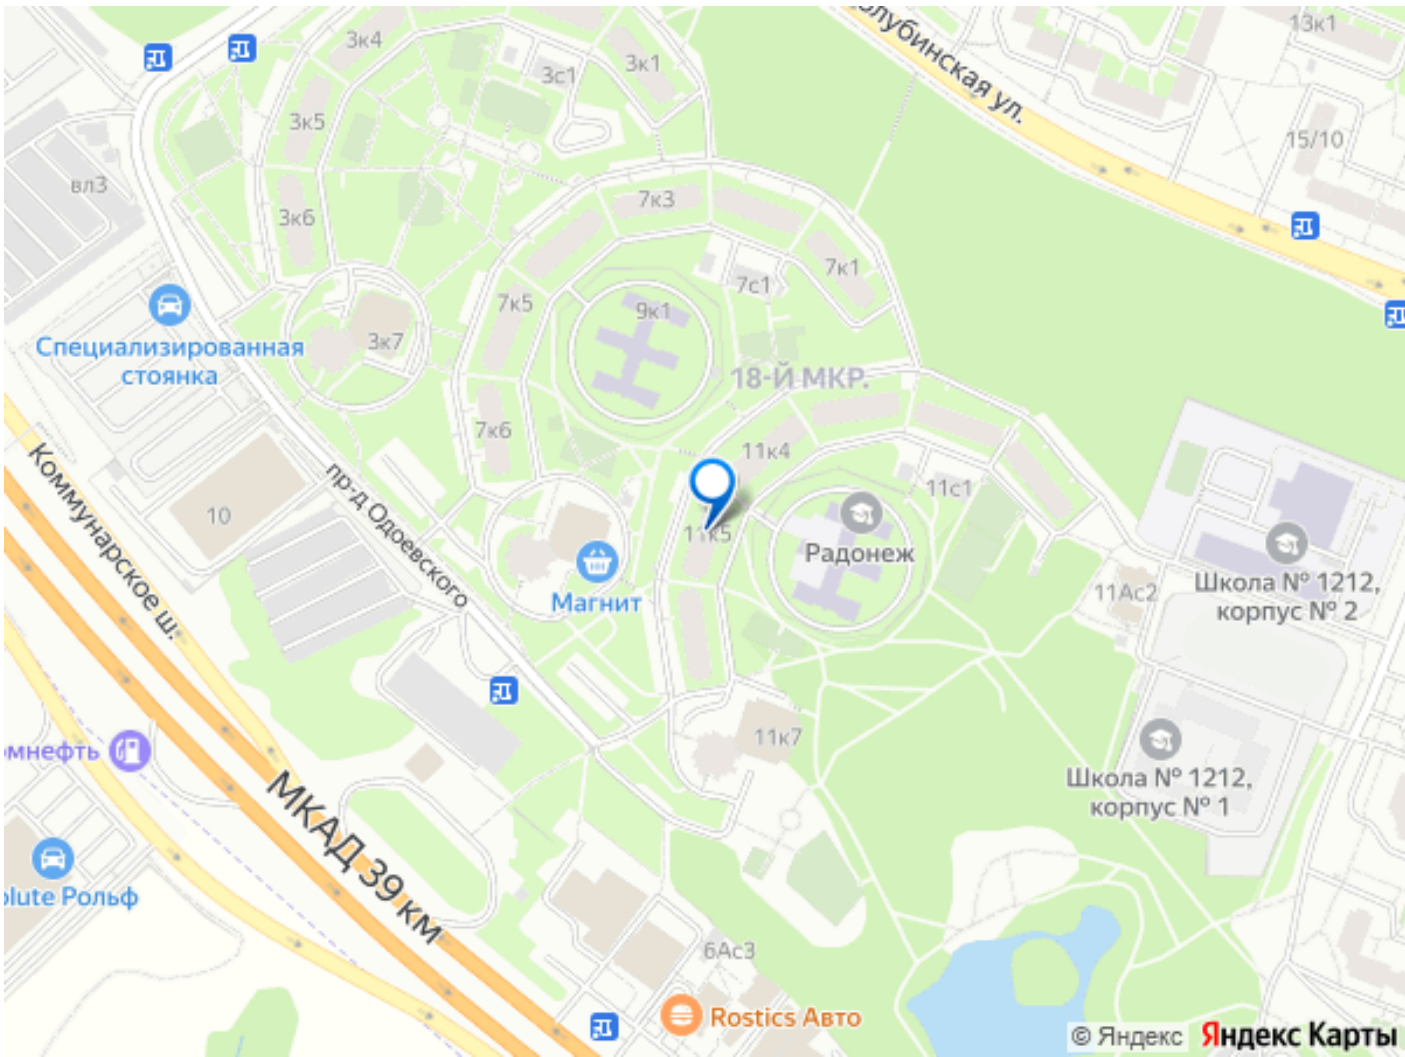 3к4
3с1
3к1
13к1
олубинская ул.
3к5
15/10
вл3
7к3
3к6
7к1
7с1
7к5
9к1
3к7
Специализированная
стоянка
18-Й МКР.
7к6
11к4
Коммунарское ш.
пр-д Одоевского
11с1
10
11к5
Радонеж
Школа № 1212,
корпус № 2
11Ас2
Магнит
11к7
омнефть
Школа № 1212,
корпус № 1
МКАД 39 км
olute Рольф
6Ас3
Rostics Авто
© Яндекс Яндекс Карты